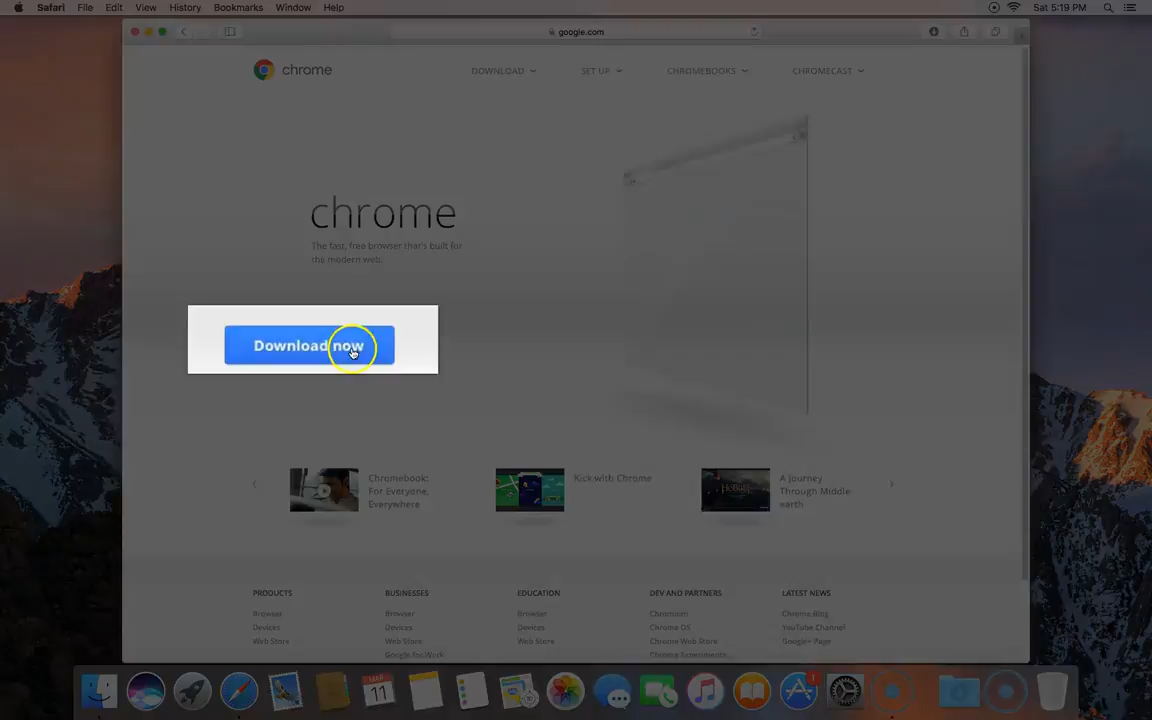 Safari File Edit View History Bookmarks Window Help Sat 5:19 PM
google.com
chrome DOWNLOAD SET UP CHROMEBOOKS CHROMECAST
chrome
The fast, free browser that's built for
the modern web.
Download now
Chromebook:
For Everyone,
Everywhere
Kick with Chrome
A Journey
Through Middle
earth
PRODUCTS BUSINESSES EDUCATION DEV AND PARTNERS LATEST NEWS
Browser Browser Browser Chromium Chrome Blog
Devices Devices Devices Chrome OS YouTube Channel
Web Store Web Store Web Store Chrome Web Store Google+ Page
Google for Work Chrome Experiments
MAR
11
1